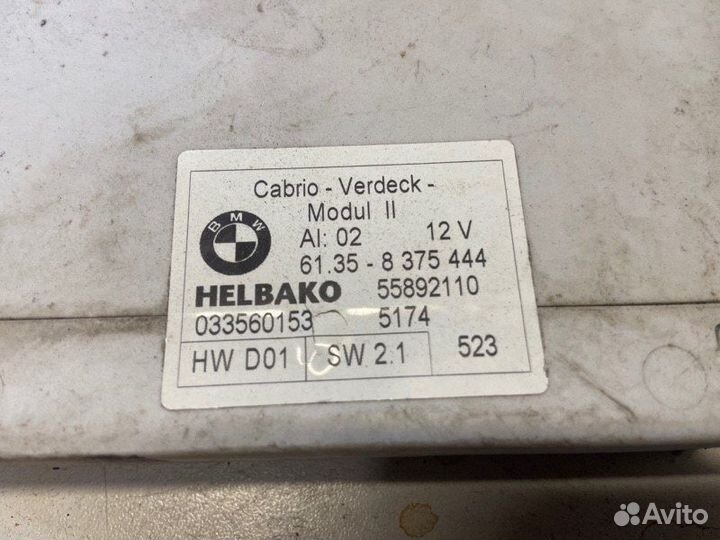 Cabrio - Verdeck -
Modul II
BMW
AI: 02 12 V
61.35 - 8 375 444
HELBAKO 55892110
033560153 5174
HW D01 SW 2.1 523
Avito